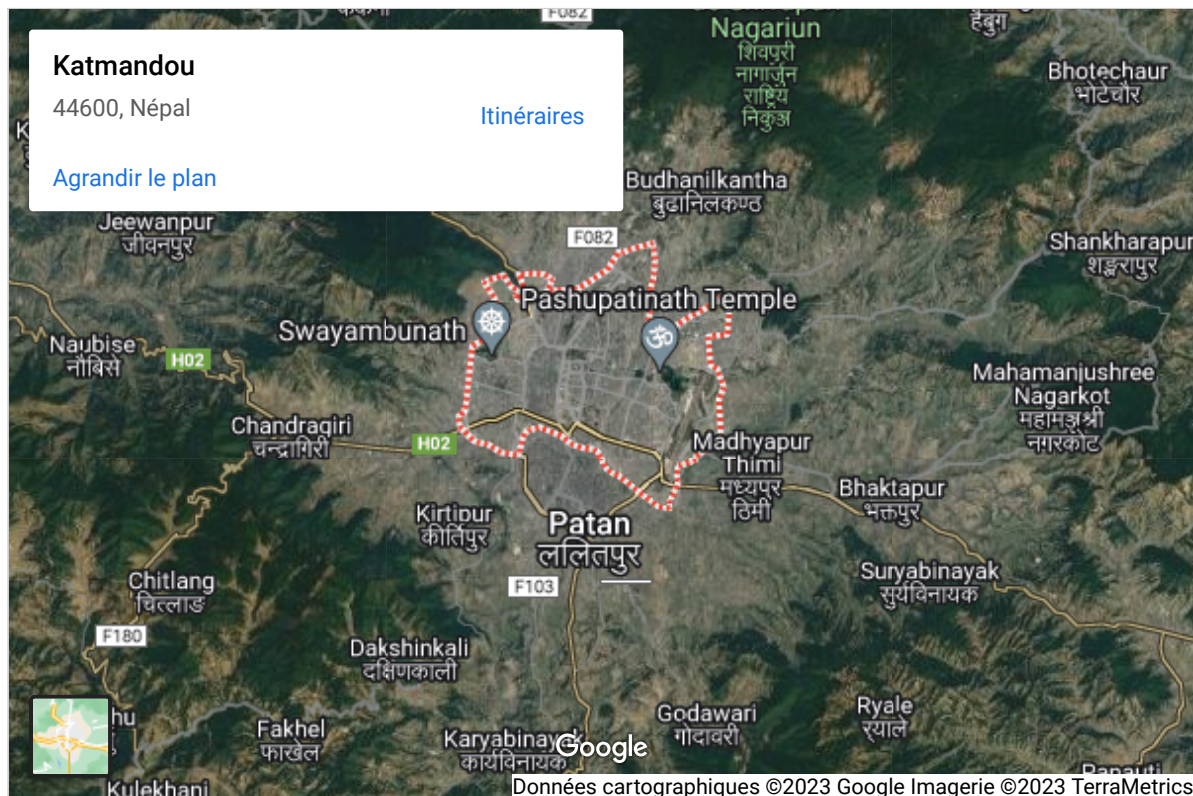 F082
Katmandou
44600, Népal
Itinéraires
Agrandir le plan
Nagarjun
शिवपुरी
नागार्जुन
राष्ट्रिय
निकुञ्ज
Bhotechaur
भोटेचौर
Budhanilkantha
बुढानिलकण्ठ
Jeewanpur
जीवनपुर
F082
Shankharapur
शङ्खरापुर
Pashupatinath Temple
Swayambunath
Naubise
नौबिसे
H02
Mahamanjushree
Nagarkot
महामञ्जुश्री
नगरकोट
Chandragiri
चन्द्रागिरी
H02
Madhyapur
Thimi
मध्यपुर
ठिमी
Bhaktapur
भक्तपुर
Kirtipur
कीर्तिपुर
Patan
ललितपुर
F103
Chitlang
चित्लाङ
Suryabinayak
सुर्यविनायक
F180
Dakshinkali
दक्षिणकाली
Fakhel
फाखेल
Karyabinayak
कार्यविनायक
Google
Godawari
गोदावरी
Ryale
र्‍याले
Kulekhani
Panauti
Données cartographiques ©2023 Google Imagerie ©2023 TerraMetrics